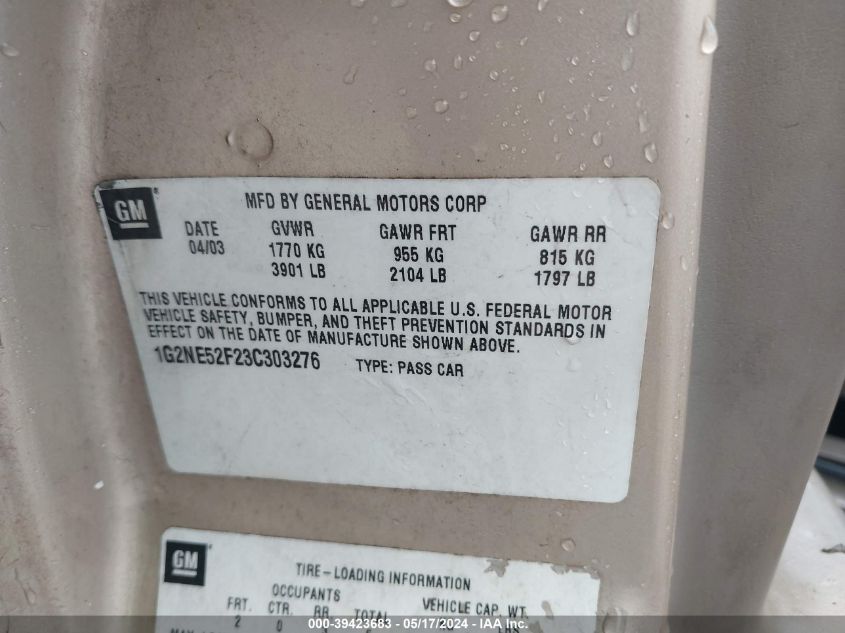 GM
MFD BY GENERAL MOTORS CORP
DATE GVWR GAWR FRT GAWR RR
04/03 1770 KG 955 KG 815 KG
3901 LB 2104 LB 1797 LB
THIS VEHICLE CONFORMS TO ALL APPLICABLE U.S. FEDERAL MOTOR
VEHICLE SAFETY, BUMPER, AND THEFT PREVENTION STANDARDS IN
EFFECT ON THE DATE OF MANUFACTURE SHOWN ABOVE.
1G2NE52F23C303276 TYPE: PASS CAR
GM
TIRE-LOADING INFORMATION
OCCUPANTS VEHICLE CAP. WT.
FRT. CTR. RR. TOTAL
2 0
000-39423683 - 05/17/2024 - IAA